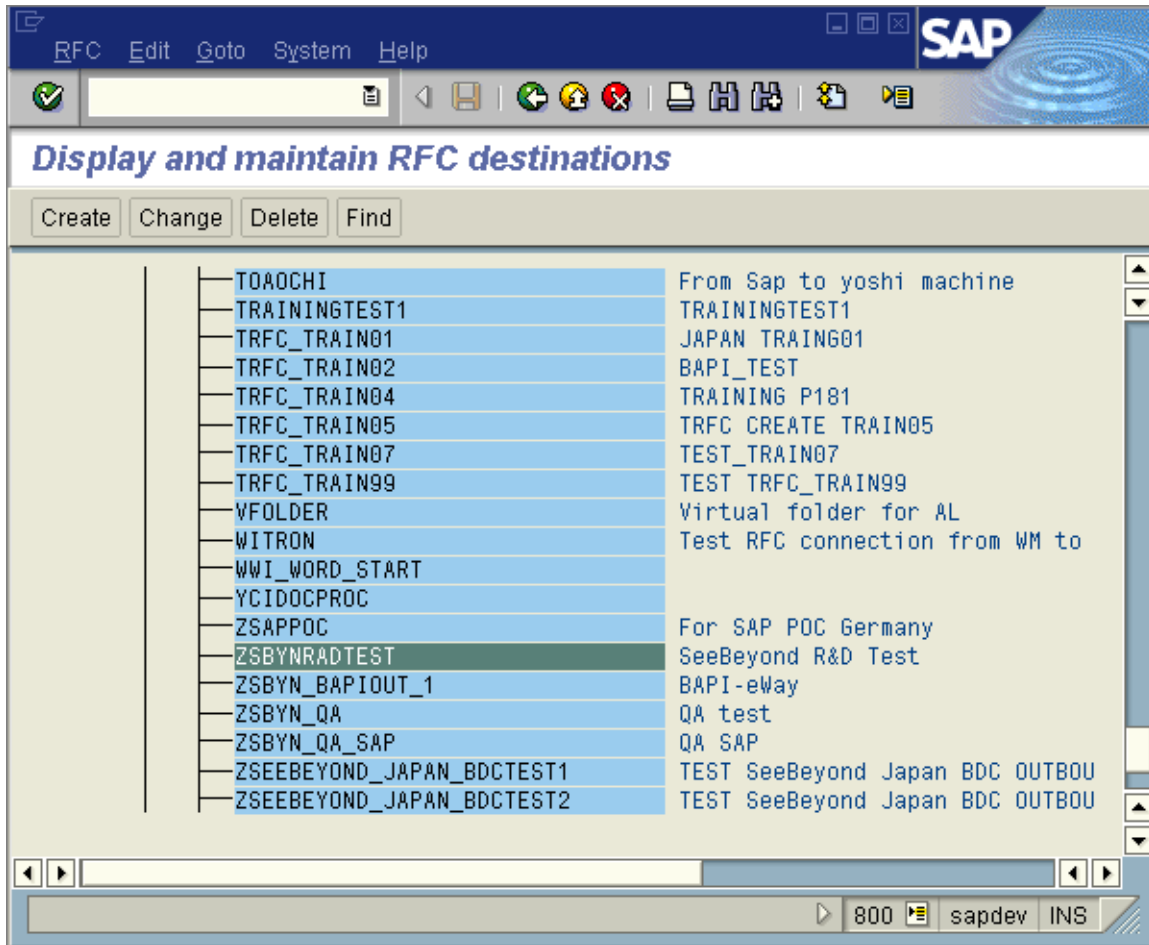 RFC Edit Goto System Help
SAP
Display and maintain RFC destinations
Create Change Delete Find
TOAOCHI From Sap to yoshi machine
TRAININGTEST1 TRAININGTEST1
TRFC_TRAIN01 JAPAN TRAING01
TRFC_TRAIN02 BAPI_TEST
TRFC_TRAIN04 TRAINING P181
TRFC_TRAIN05 TRFC CREATE TRAIN05
TRFC_TRAIN07 TEST_TRAIN07
TRFC_TRAIN99 TEST TRFC_TRAIN99
VFOLDER Virtual folder for AL
WITRON Test RFC connection from WM to
WWI_WORD_START
YCIDOCPROC
ZSAPPOC For SAP POC Germany
ZSBYNRADTEST SeeBeyond R&D Test
ZSBYN_BAPIOUT_1 BAPI-eWay
ZSBYN_QA QA test
ZSBYN_QA_SAP QA SAP
ZSEEBEYOND_JAPAN_BDCTEST1 TEST SeeBeyond Japan BDC OUTBOU
ZSEEBEYOND_JAPAN_BDCTEST2 TEST SeeBeyond Japan BDC OUTBOU
800 sapdev INS